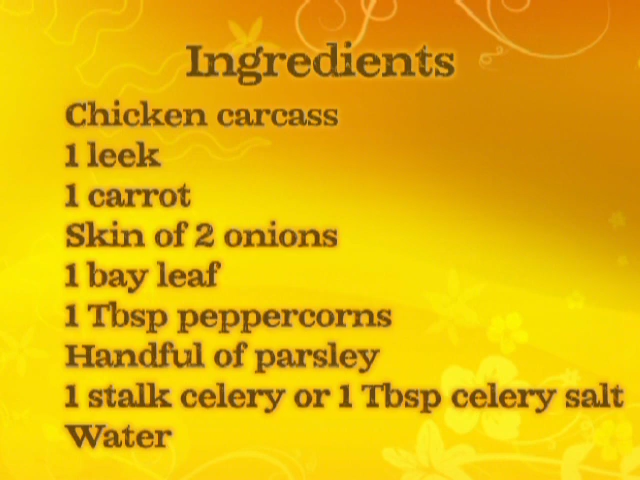 Ingredients
Chicken carcass
1 leek
1 carrot
Skin of 2 onions
1 bay leaf
1 Tbsp peppercorns
Handful of parsley
1 stalk celery or 1 Tbsp celery salt
Water